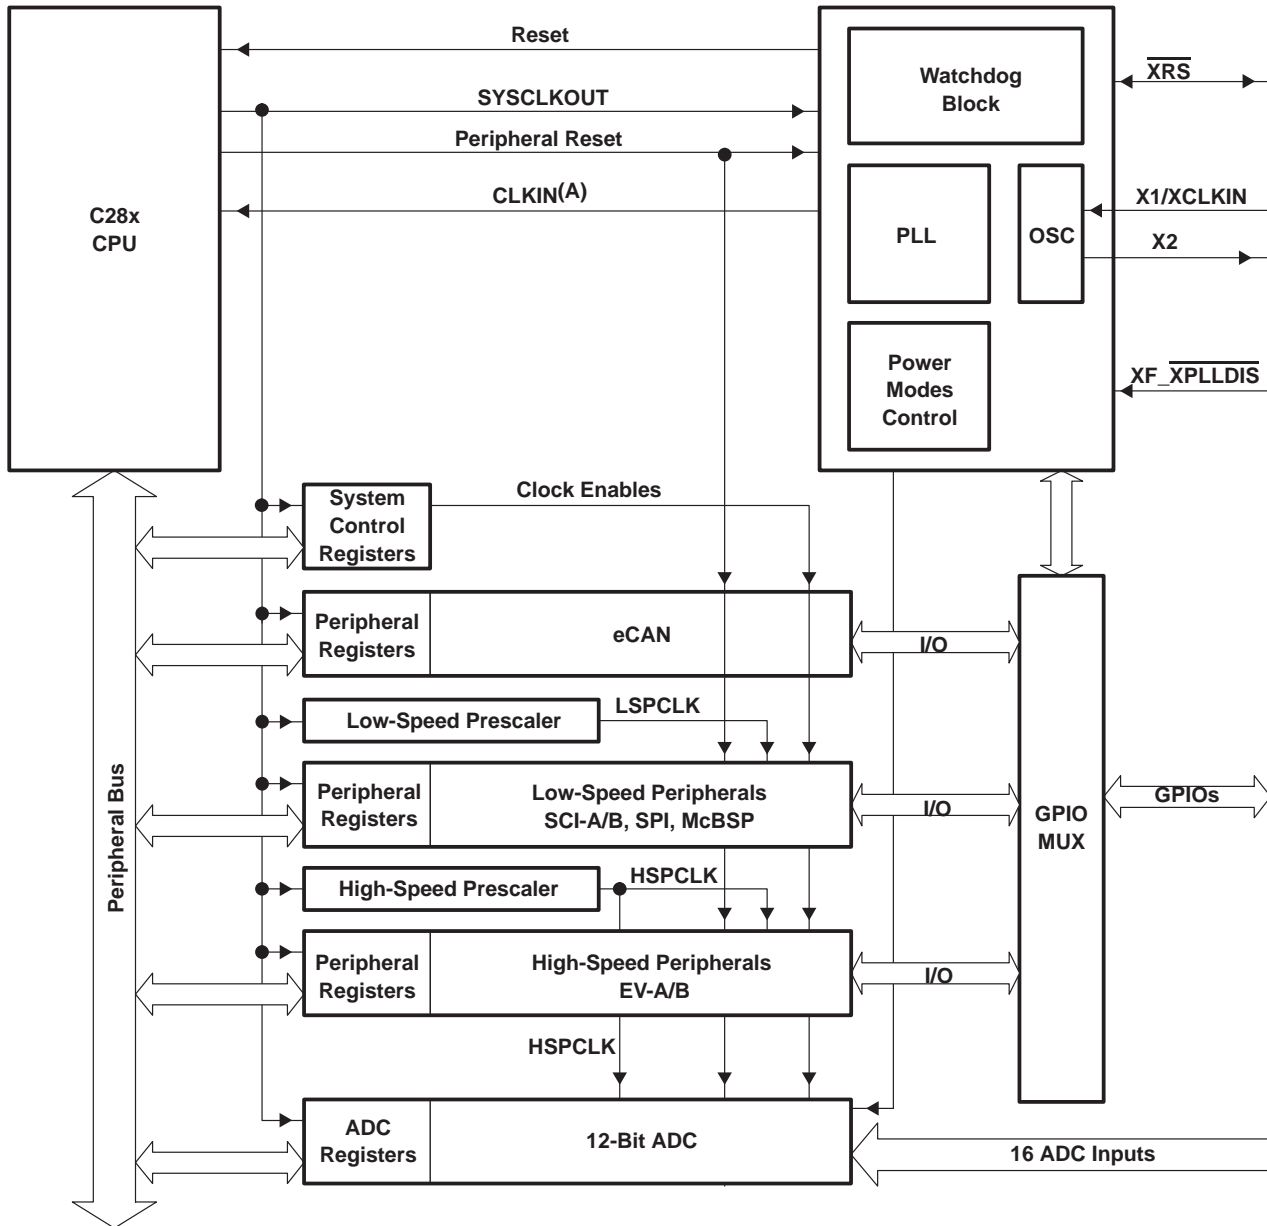 Reset
Watchdog
Block
XRS
SYSCLKOUT
Peripheral Reset
CLKIN(A)
C28x
CPU
PLL
OSC
X1/XCLKIN
X2
Power
Modes
Control
XF_XPLLDIS
System
Control
Registers
Clock Enables
Peripheral
Registers
eCAN
I/O
Low-Speed Prescaler
LSPCLK
Peripheral Bus
Peripheral
Registers
Low-Speed Peripherals
SCI-A/B, SPI, McBSP
I/O
GPIO
MUX
GPIOs
High-Speed Prescaler
HSPCLK
Peripheral
Registers
High-Speed Peripherals
EV-A/B
I/O
HSPCLK
ADC
Registers
12-Bit ADC
16 ADC Inputs